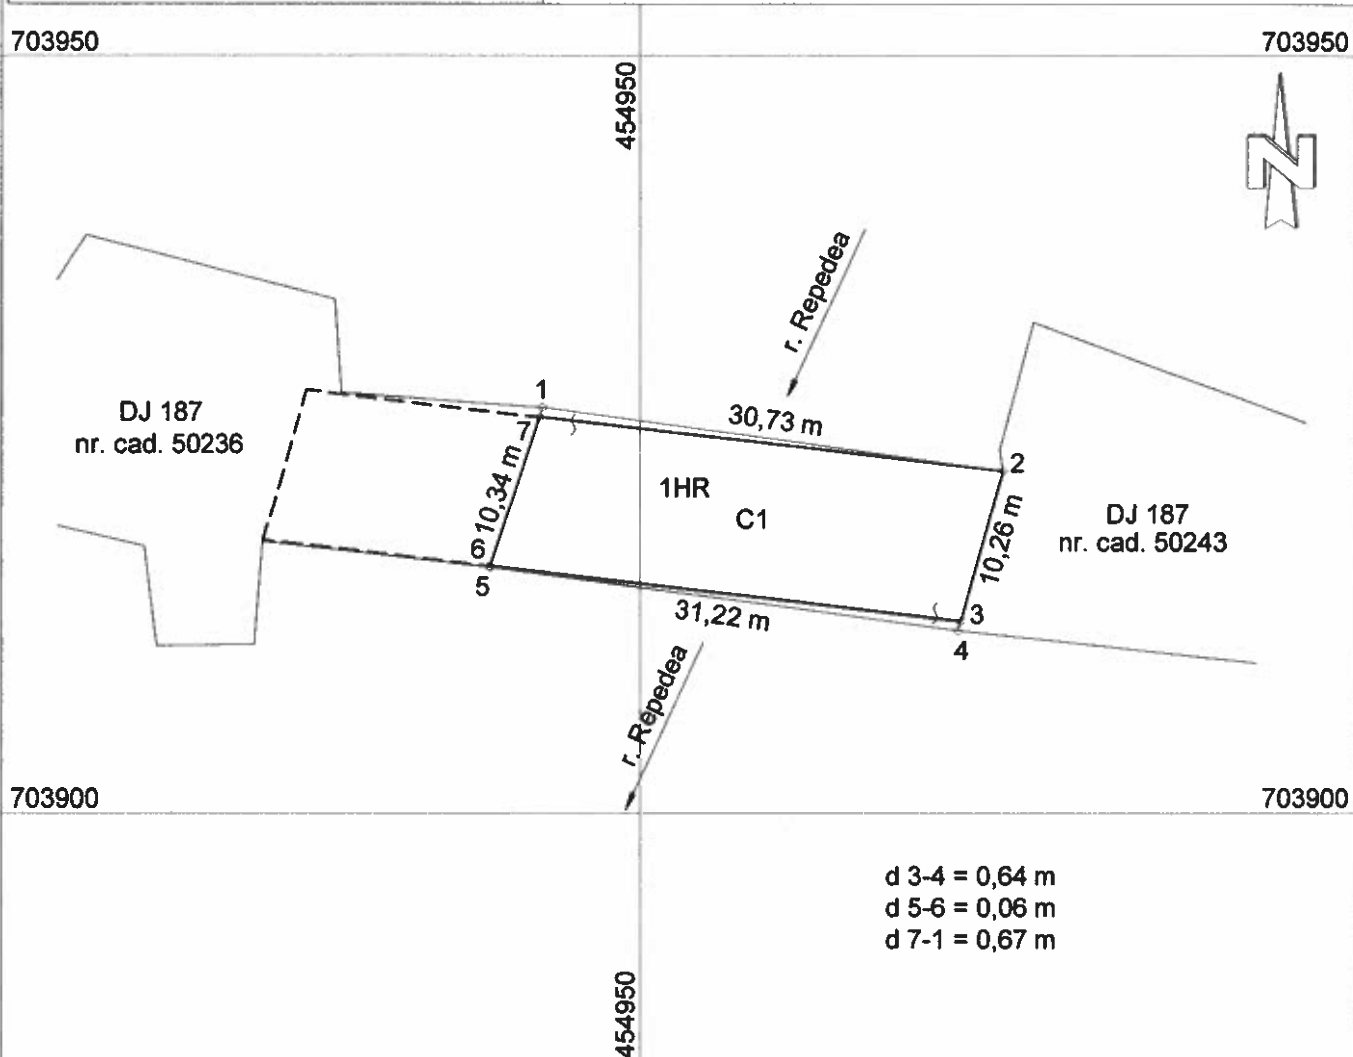 703950
703950
454950
N
r. Repedea
DJ 187
nr. cad. 50236
1
30,73 m
7
2
10,34 m
1HR
C1
10,26 m
DJ 187
nr. cad. 50243
6
5
31,22 m
3
4
r. Repedea
703900
703900
d 3-4 = 0,64 m
d 5-6 = 0,06 m
d 7-1 = 0,67 m
454950